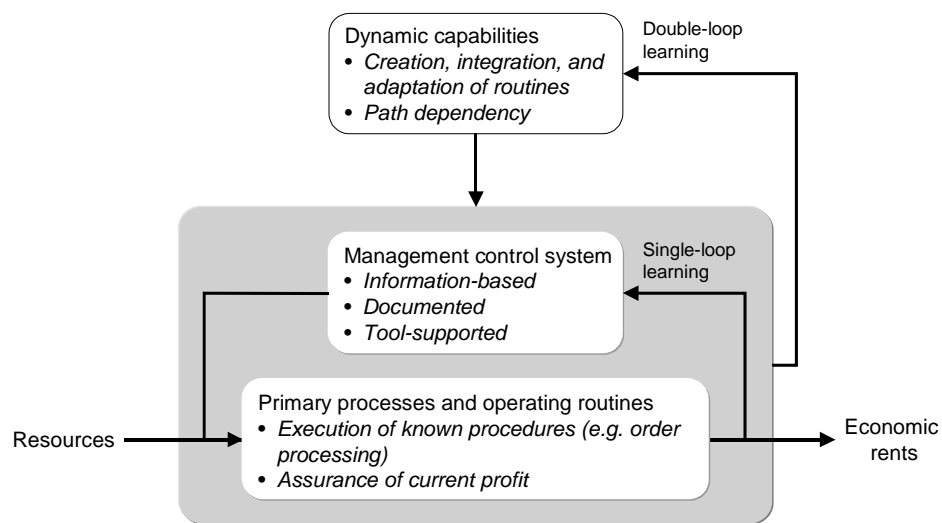 Dynamic capabilities
• Creation, integration, and
adaptation of routines
• Path dependency
Double-loop
learning
Management control system
• Information-based
• Documented
• Tool-supported
Single-loop
learning
Primary processes and operating routines
• Execution of known procedures (e.g. order
processing)
• Assurance of current profit
Resources
Economic
rents